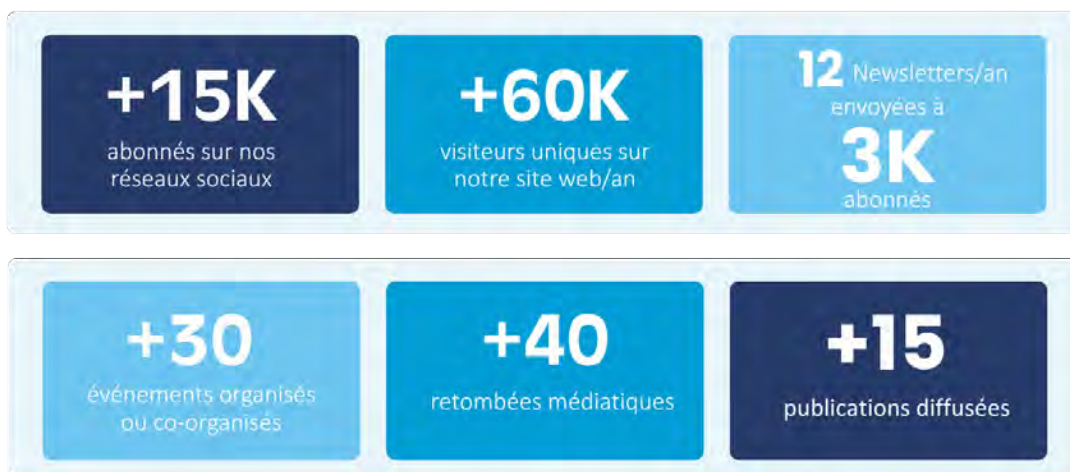 +15K
abonnés sur nos
réseaux sociaux
+60K
visiteurs uniques sur
notre site web/an
12 Newsletters/an
envoyées à
3K
abonnés
+30
événements organisés
ou co-organisés
+40
retombées médiatiques
+15
publications diffusées